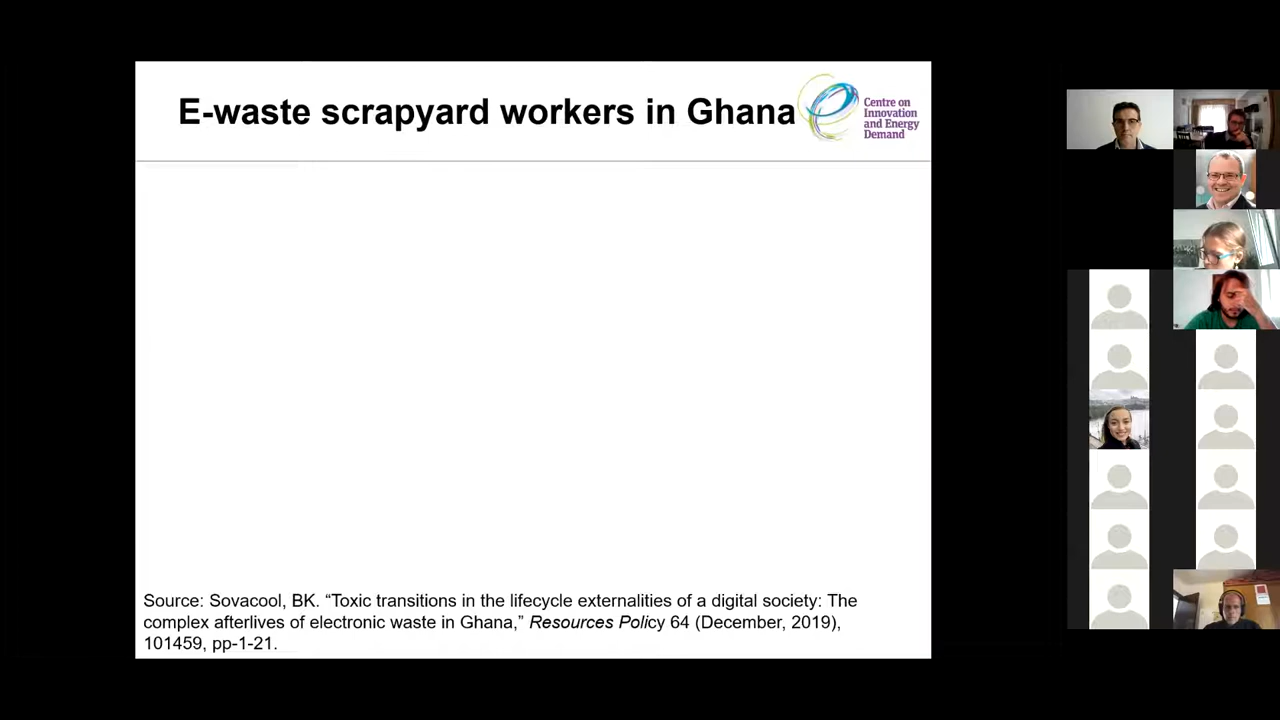 E-waste scrapyard workers in Ghana
Centre on
Innovation
and Energy
Demand
Source: Sovacool, BK. “Toxic transitions in the lifecycle externalities of a digital society: The
complex afterlives of electronic waste in Ghana,” Resources Policy 64 (December, 2019),
101459, pp-1-21.